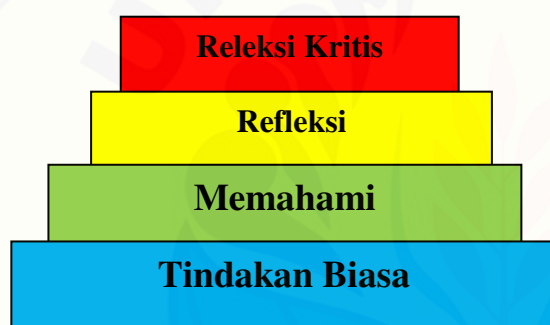 Releksi Kritis
Refleksi
Memahami
Tindakan Biasa